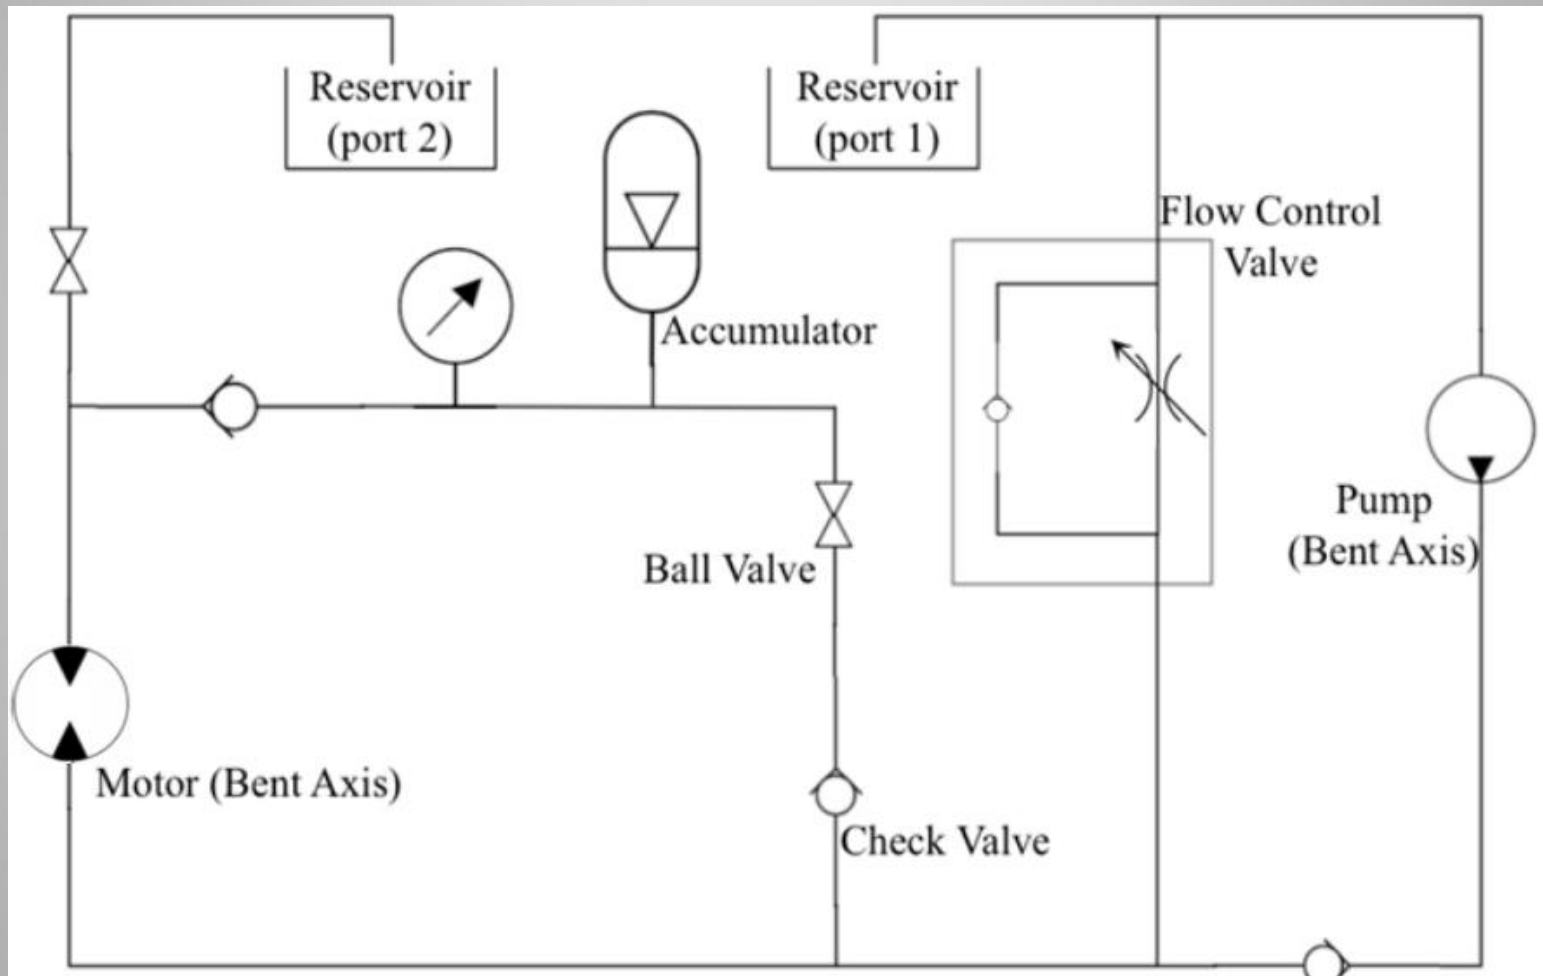 Reservoir
(port 2)
Reservoir
(port 1)
Flow Control
Valve
Accumulator
Pump
(Bent Axis)
Ball Valve
Motor (Bent Axis)
Check Valve